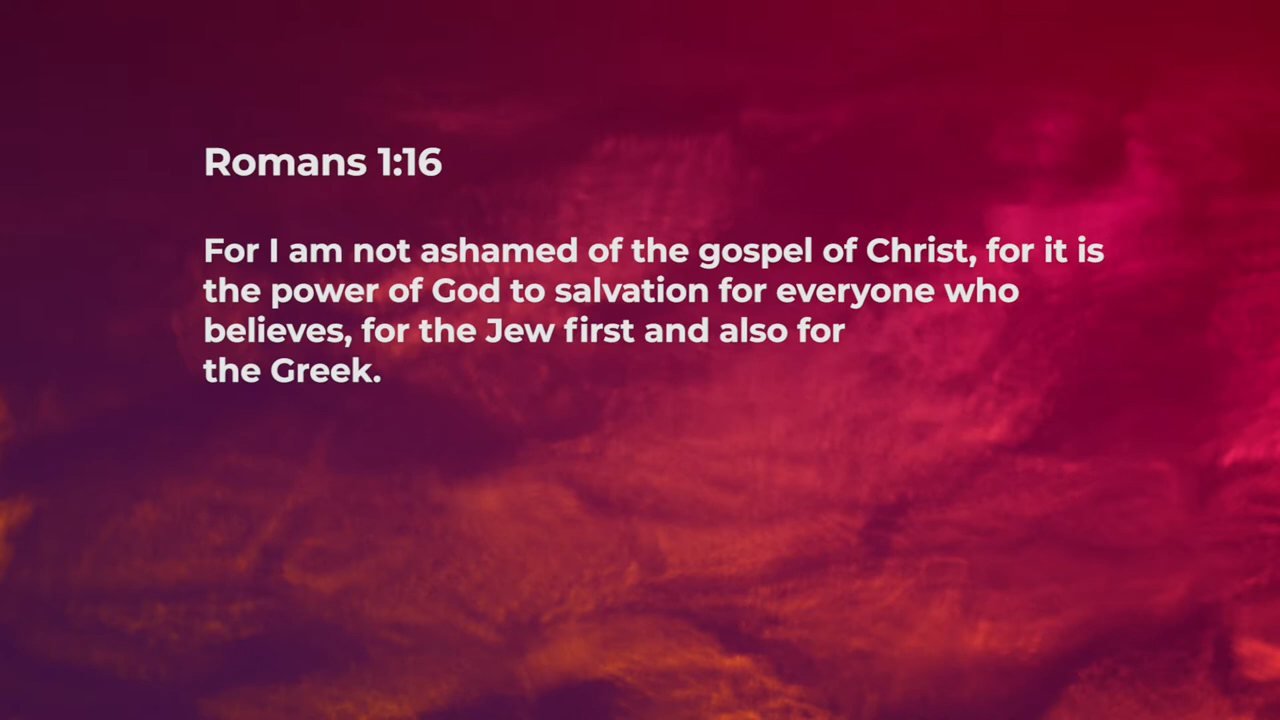 Romans 1:16
For I am not ashamed of the gospel of Christ, for it is
the power of God to salvation for everyone who
believes, for the Jew first and also for
the Greek.